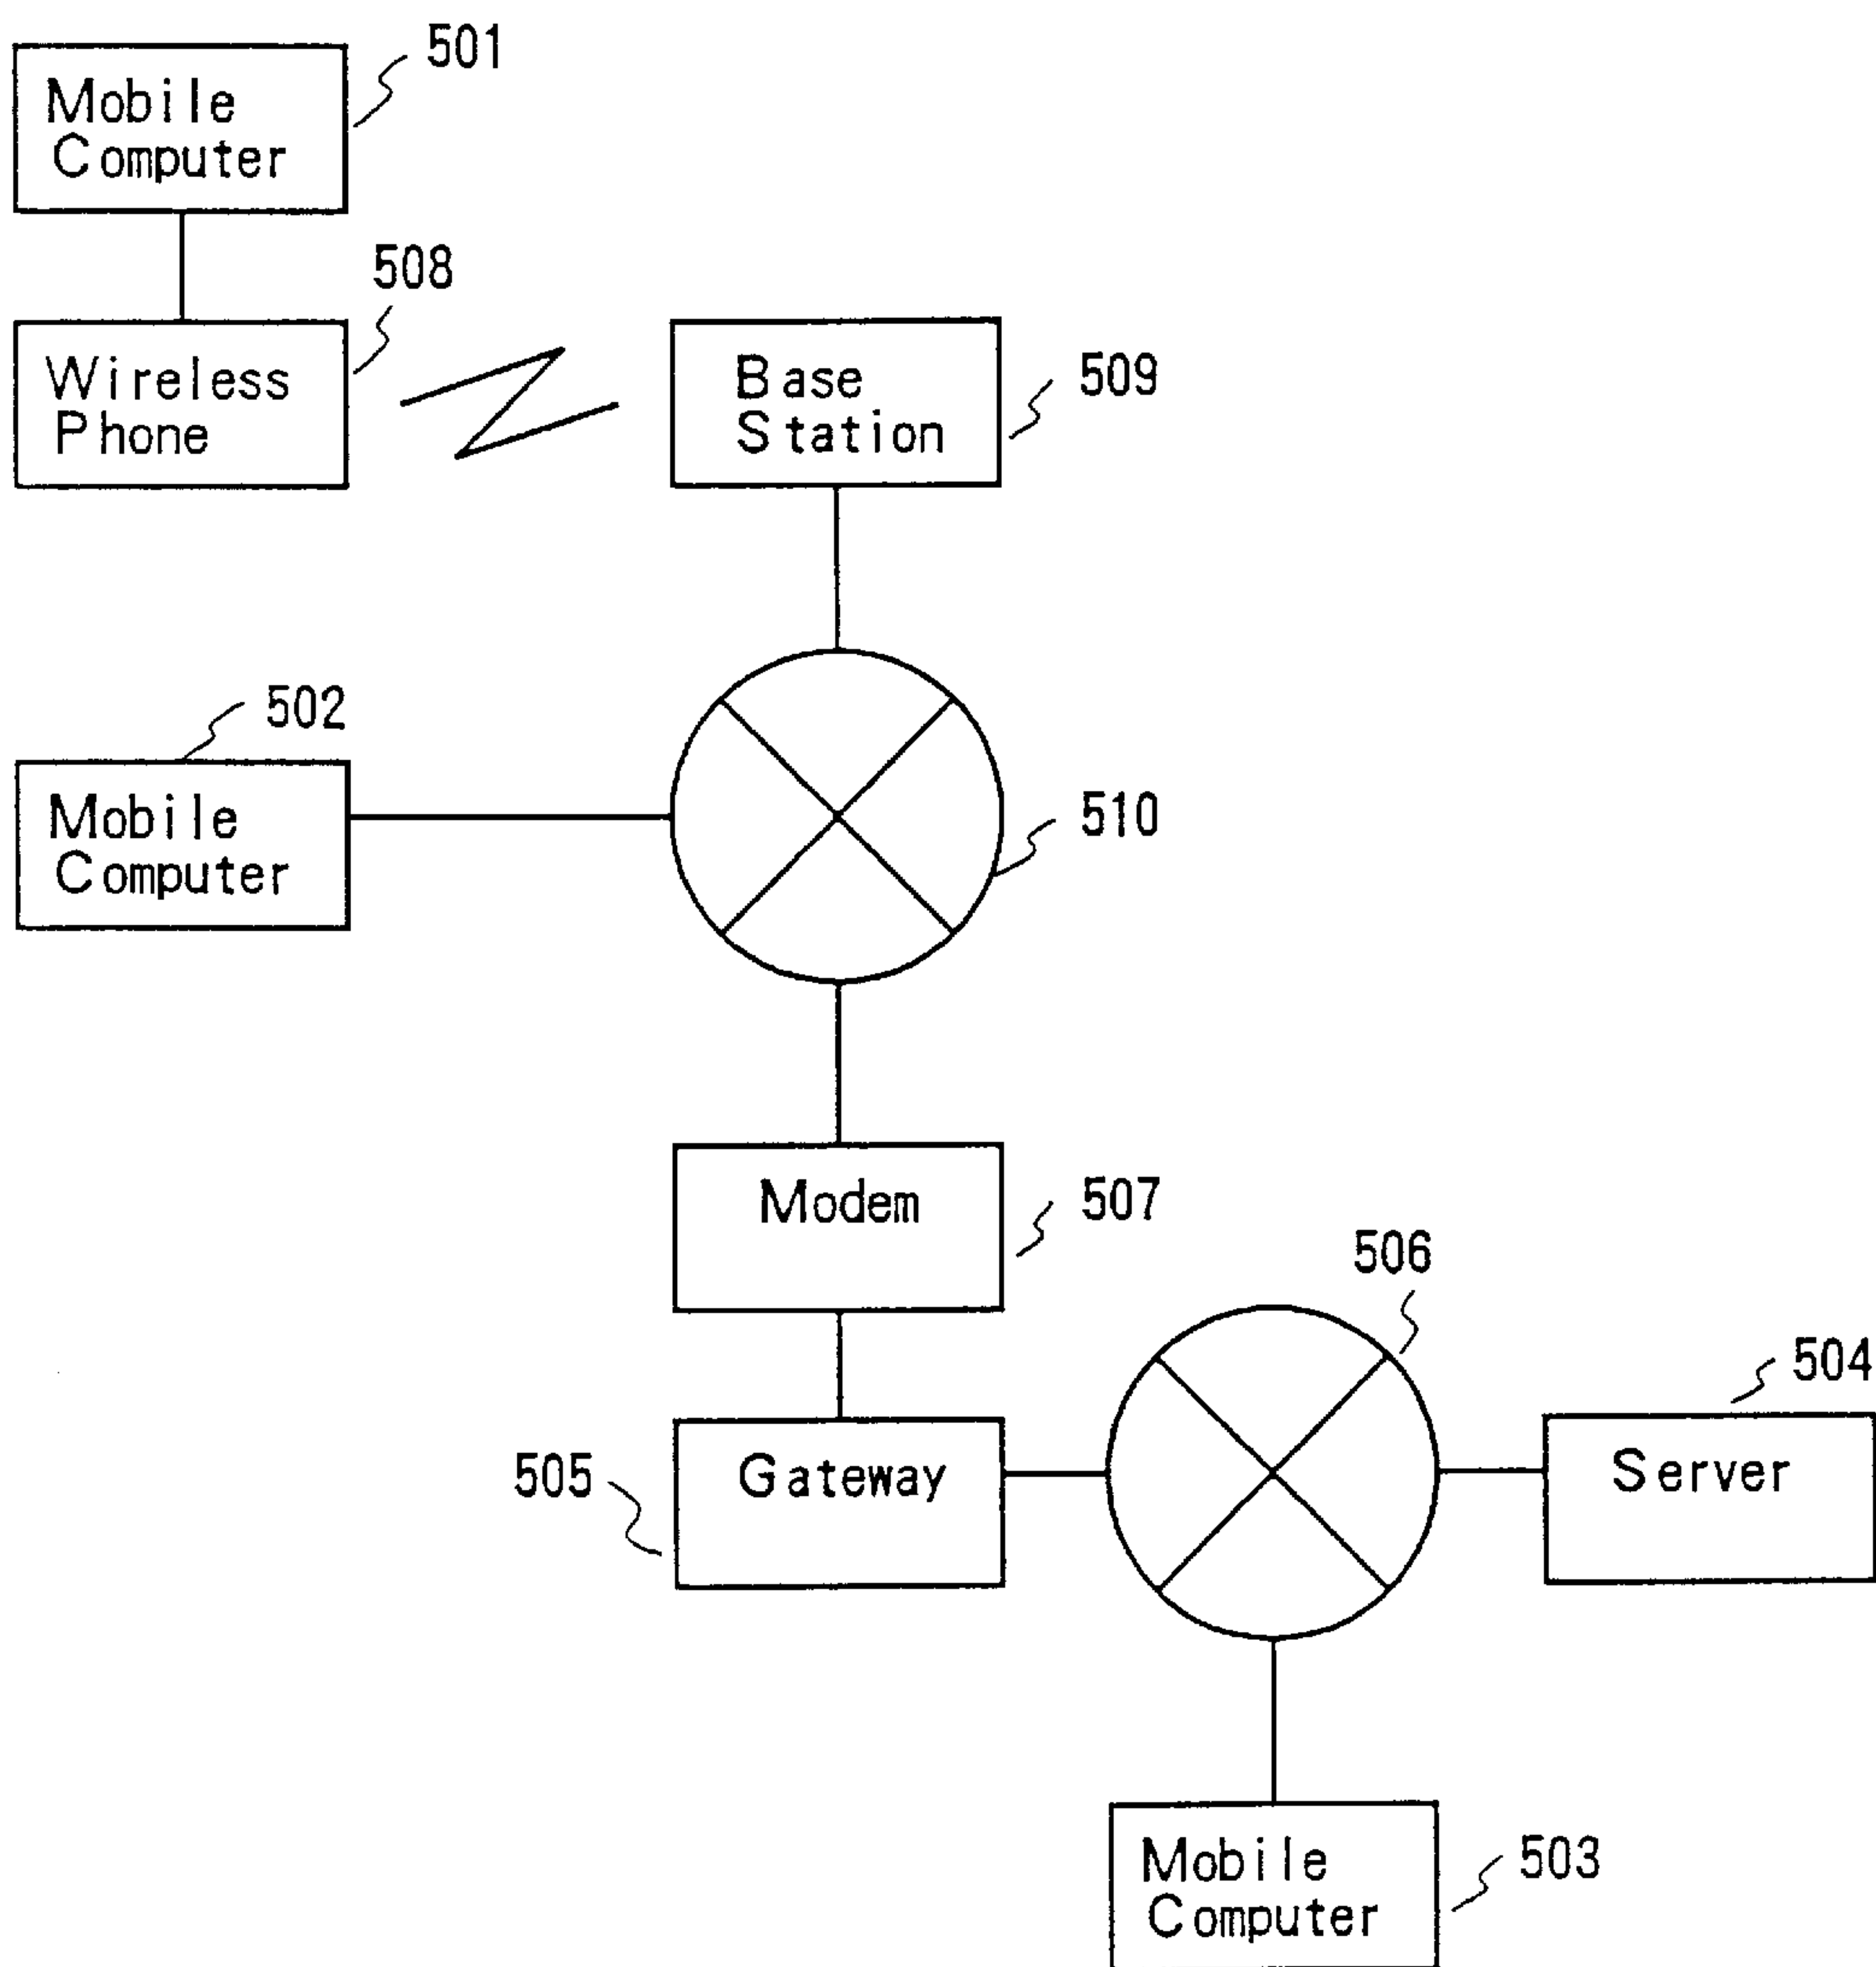 501
Mobile
Computer
508
Wireless
Phone
Base
Station
509
502
Mobile
Computer
510
Modem
507
506
504
505
Gateway
Server
Mobile
Computer
503